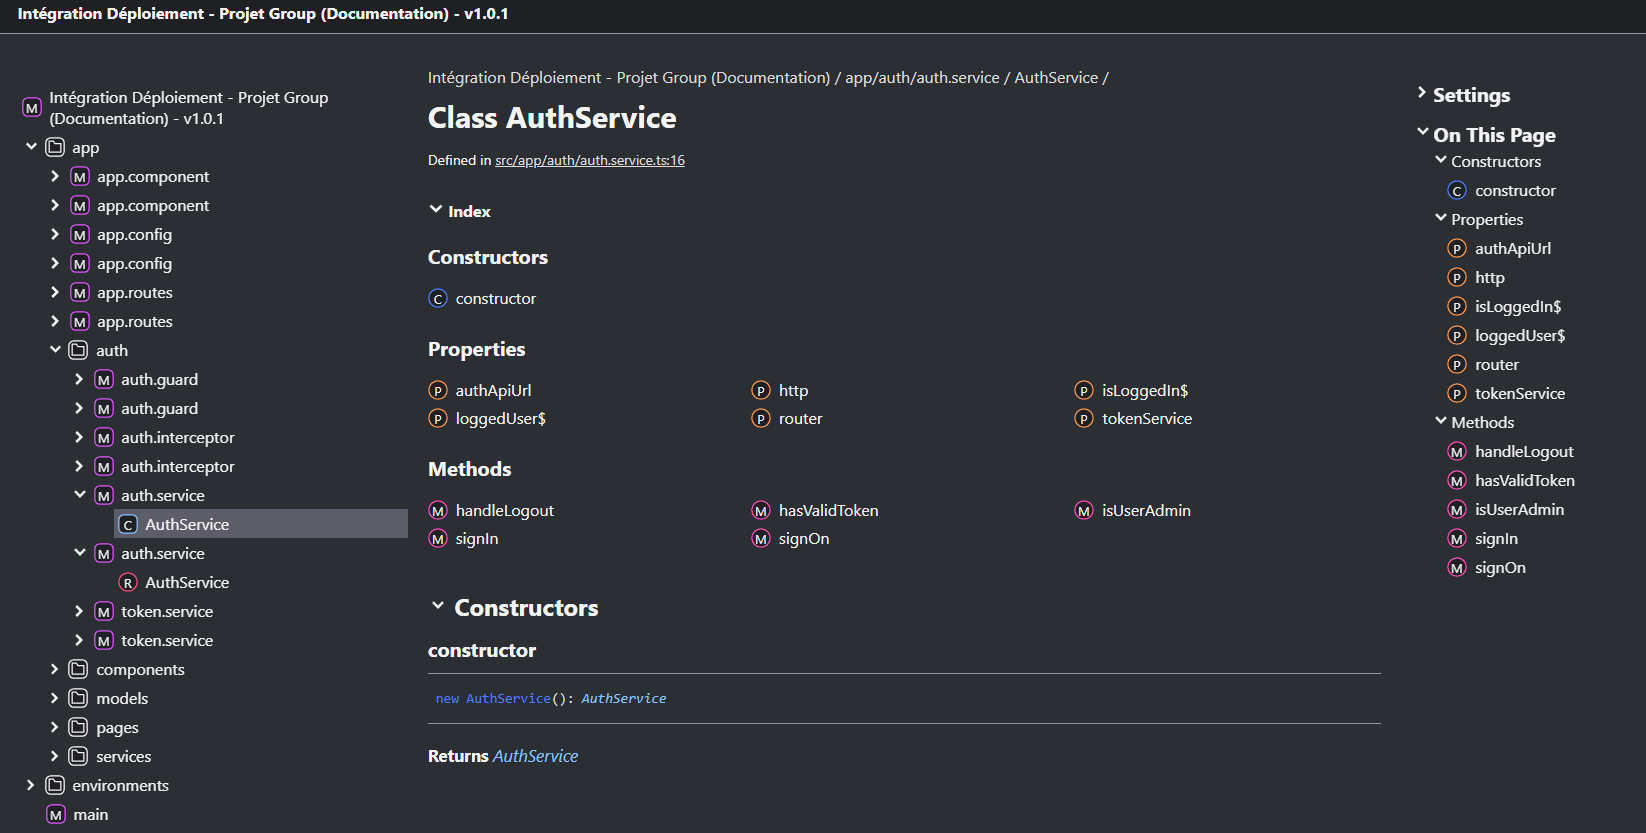 Intégration Déploiement - Projet Group (Documentation) - v1.0.1
M Intégration Déploiement - Projet Group
(Documentation) - v1.0.1
app
M app.component
M app.component
M app.config
M app.config
M app.routes
M app.routes
auth
M auth.guard
M auth.guard
M auth.interceptor
M auth.interceptor
M auth.service
C AuthService
M auth.service
R AuthService
M token.service
M token.service
components
models
pages
services
environments
M main
Intégration Déploiement - Projet Group (Documentation) / app/auth/auth.service / AuthService /
Class AuthService
Defined in src/app/auth/auth.service.ts:16
Index
Constructors
C constructor
Properties
P authApiUrl P http P isLoggedIn$
P loggedUser$ P router P tokenService
Methods
M handleLogout M hasValidToken M isUserAdmin
M signIn M signOn
Constructors
constructor
new AuthService(): AuthService
Returns AuthService
Settings
On This Page
Constructors
C constructor
Properties
P authApiUrl
P http
P isLoggedIn$
P loggedUser$
P router
P tokenService
Methods
M handleLogout
M hasValidToken
M isUserAdmin
M signIn
M signOn